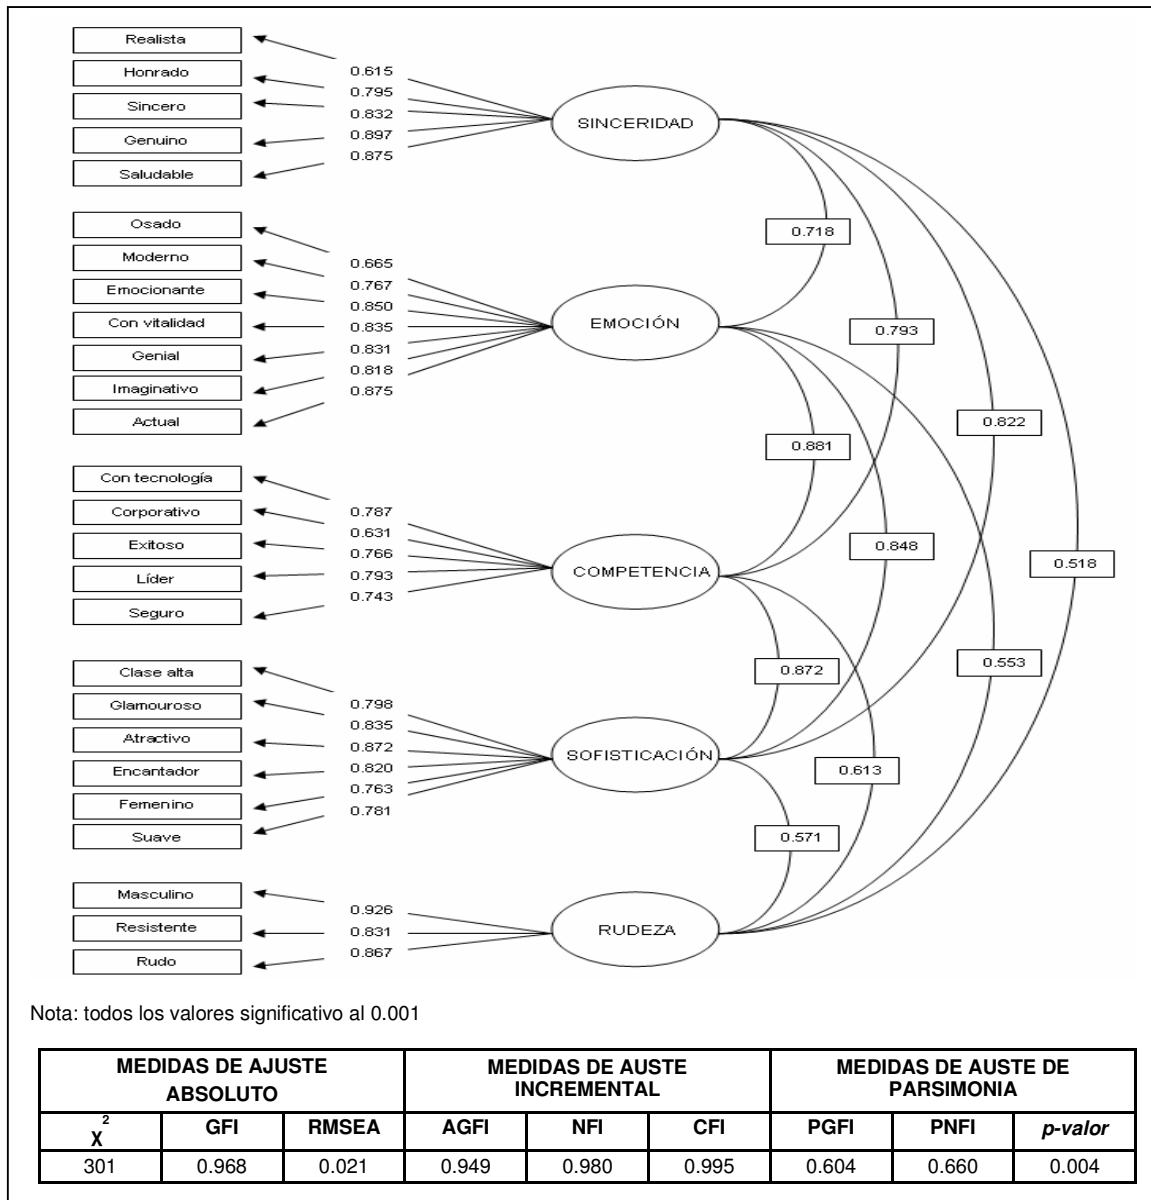 Realista
Honrado
Sincero
Genuino
Saludable
0.615
0.795
0.832
0.897
0.875
SINCERIDAD
Osado
Moderno
Emocionante
Con vitalidad
Genial
Imaginativo
Actual
0.665
0.767
0.850
0.835
0.831
0.818
0.875
EMOCIÓN
Con tecnología
Corporativo
Exitoso
Líder
Seguro
0.787
0.631
0.766
0.793
0.743
COMPETENCIA
Clase alta
Glamouroso
Atractivo
Encantador
Femenino
Suave
0.798
0.835
0.872
0.820
0.763
0.781
SOFISTICACIÓN
Masculino
Resistente
Rudo
0.926
0.831
0.867
RUDEZA
0.718
0.793
0.822
0.881
0.848
0.518
0.553
0.872
0.613
0.571
Nota: todos los valores significativo al 0.001
MEDIDAS DE AJUSTE
ABSOLUTO
MEDIDAS DE AUSTE
INCREMENTAL
MEDIDAS DE AUSTE DE
PARSIMONIA
X² GFI RMSEA AGFI NFI CFI PGFI PNFI p-valor
301 0.968 0.021 0.949 0.980 0.995 0.604 0.660 0.004